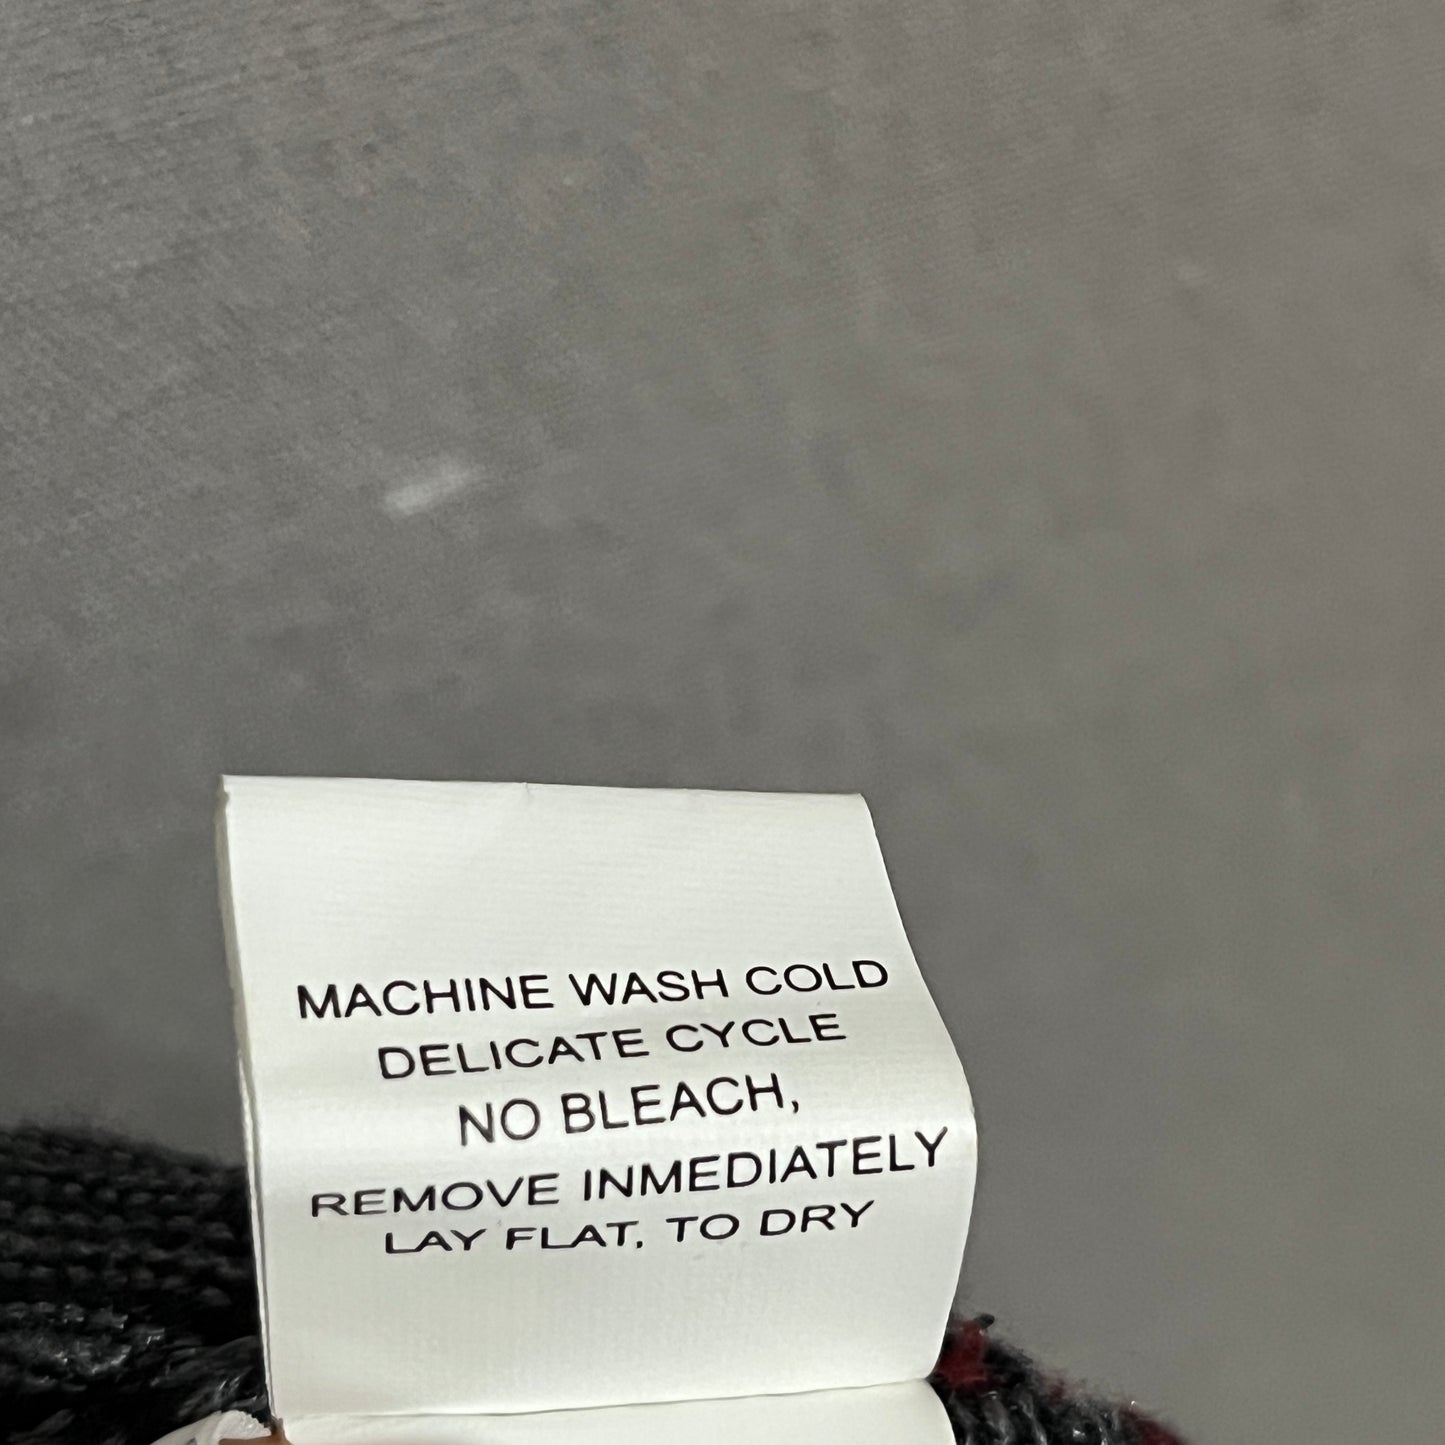 MACHINE WASH COLD
DELICATE CYCLE
NO BLEACH,
REMOVE INMEDIATELY
LAY FLAT, TO DRY